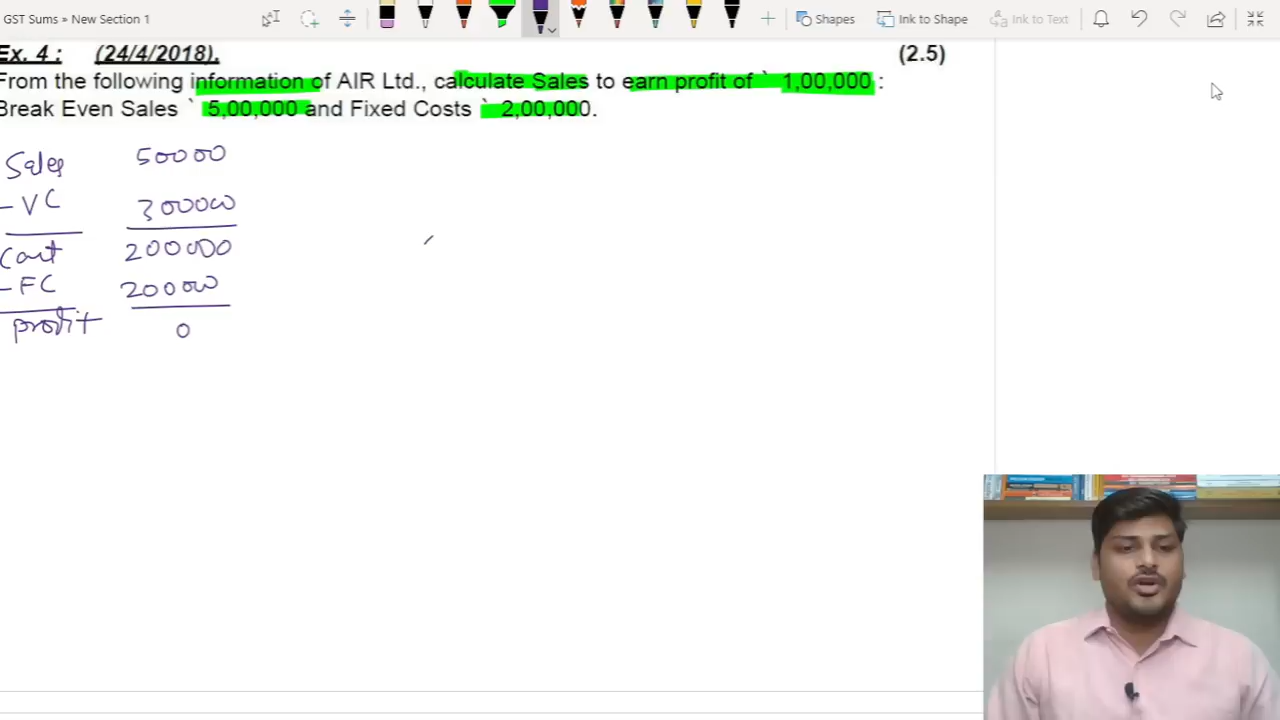 GST Sums » New Section 1
Shapes
Ink to Shape
Ink to Text
Ex. 4 : (24/4/2018). (2.5)
From the following information of AIR Ltd., calculate Sales to earn profit of ` 1,00,000 :
Break Even Sales ` 5,00,000 and Fixed Costs ` 2,00,000.
Sales 50000
- VC 300000
Cont 200000
- FC 200000
profit 0